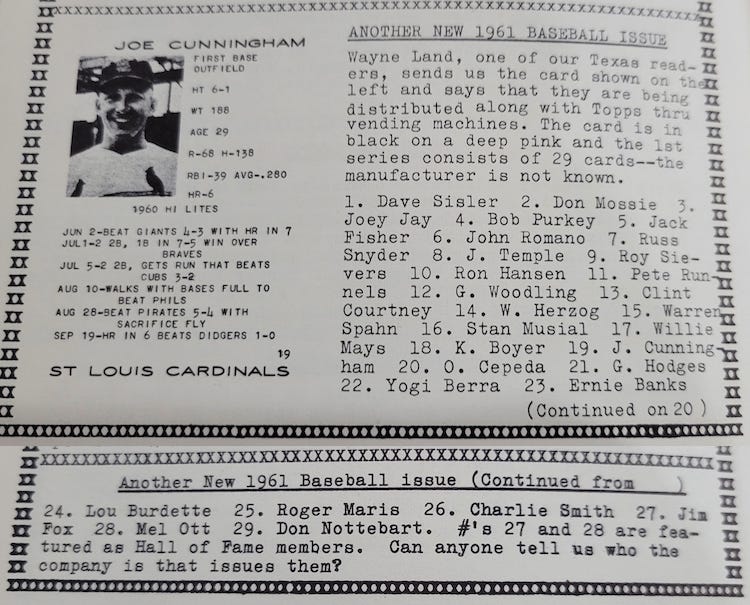 JOE CUNNINGHAM
FIRST BASE
OUTFIELD
HT 6-1
WT 188
AGE 29
R-68 H-138
RBI-39 AVG-.280
HR-6
1960 HI LITES
JUN 2-BEAT GIANTS 4-3 WITH HR IN 7
JUL1-2 2B, 1B IN 7-5 WIN OVER
BRAVES
JUL 5-2 2B, GETS RUN THAT BEATS
CUBS 3-2
AUG 10-WALKS WITH BASES FULL TO
BEAT PHILS
AUG 28-BEAT PIRATES 5-4 WITH
SACRIFICE FLY
SEP 19-HR IN 6 BEATS DIDGERS 1-0
19
ST LOUIS CARDINALS
ANOTHER NEW 1961 BASEBALL ISSUE
Wayne Land, one of our Texas read-
ers, sends us the card shown on the
left and says that they are being
distributed along with Topps thru
vending machines. The card is in
black on a deep pink and the 1st
series consists of 29 cards--the
manufacturer is not known.
1. Dave Sisler 2. Don Mossie 3.
Joey Jay 4. Bob Purkey 5. Jack
Fisher 6. John Romano 7. Russ
Snyder 8. J. Temple 9. Roy Sie-
vers 10. Ron Hansen 11. Pete Run-
nels 12. G. Woodling 13. Clint
Courtney 14. W. Herzog 15. Warren
Spahn 16. Stan Musial 17. Willie
Mays 18. K. Boyer 19. J. Cunning-
ham 20. O. Cepeda 21. G. Hodges
22. Yogi Berra 23. Ernie Banks
(Continued on 20 )
Another New 1961 Baseball issue (Continued from )
24. Lou Burdette 25. Roger Maris 26. Charlie Smith 27. Jim
Fox 28. Mel Ott 29. Don Nottebart. #'s 27 and 28 are fea-
tured as Hall of Fame members. Can anyone tell us who the
company is that issues them?